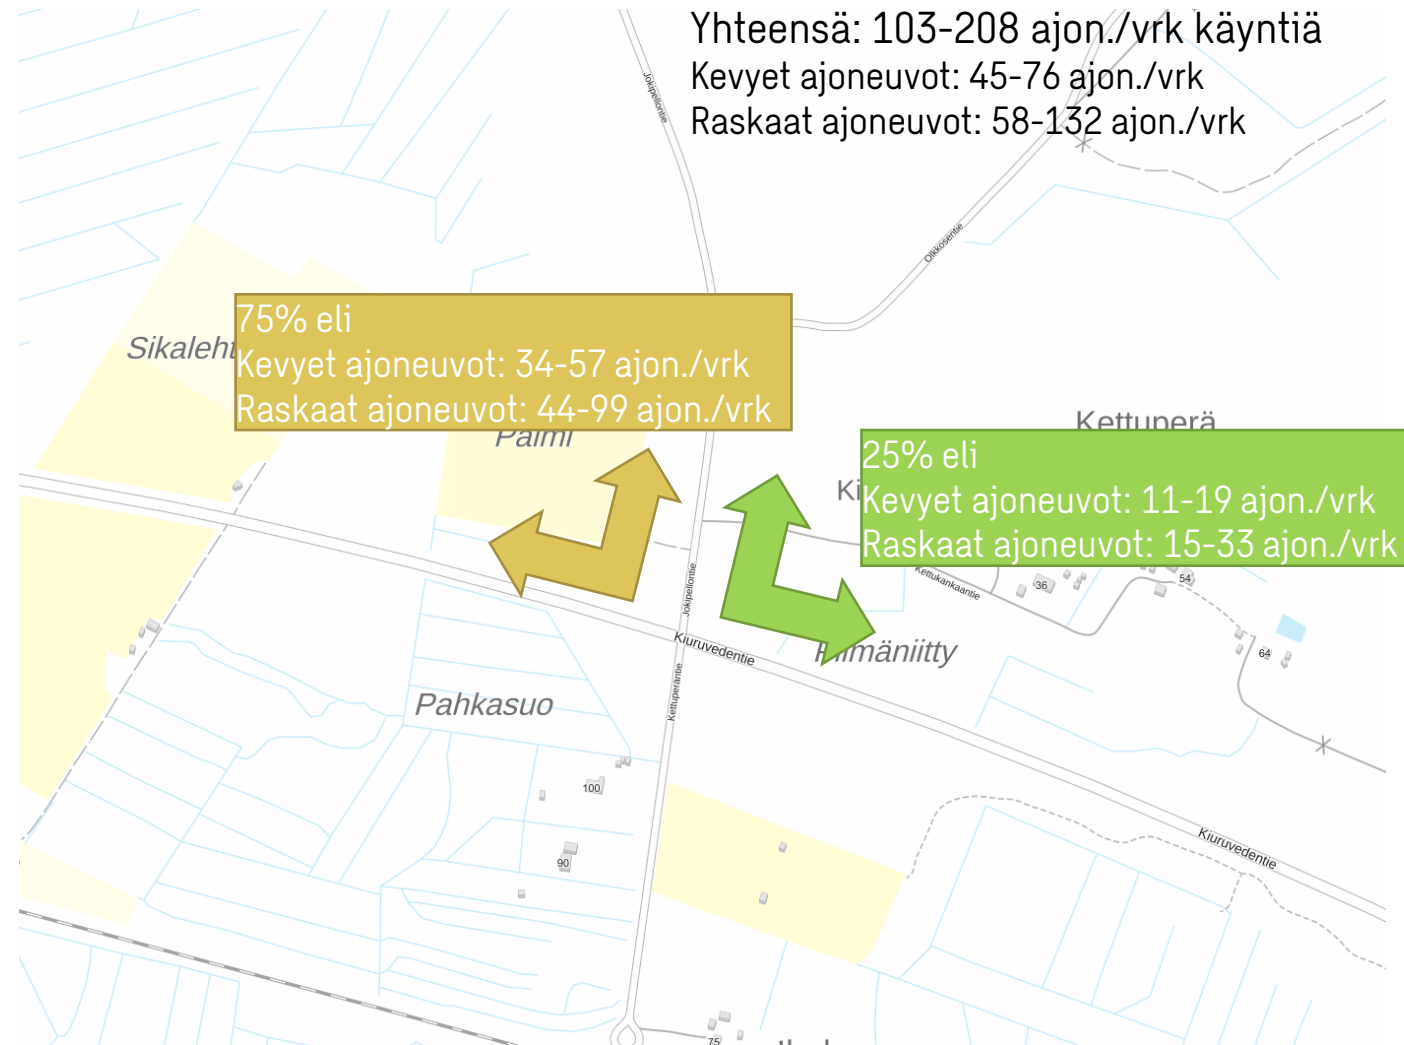 Yhteensä: 103-208 ajon./vrk käyntiä
Kevyet ajoneuvot: 45-76 ajon./vrk
Raskaat ajoneuvot: 58-132 ajon./vrk
Jokipellontie
Olkkosentie
75% eli
Kevyet ajoneuvot: 34-57 ajon./vrk
Raskaat ajoneuvot: 44-99 ajon./vrk
Sikaleht
Palmi
Kettuperä
25% eli
Kevyet ajoneuvot: 11-19 ajon./vrk
Raskaat ajoneuvot: 15-33 ajon./vrk
Ki
Jokipellontie
Kettukankaantie
36
54
64
Kiuruvedentie
Kettuperäntie
Pahkasuo
100
90
Kiuruvedentie
75